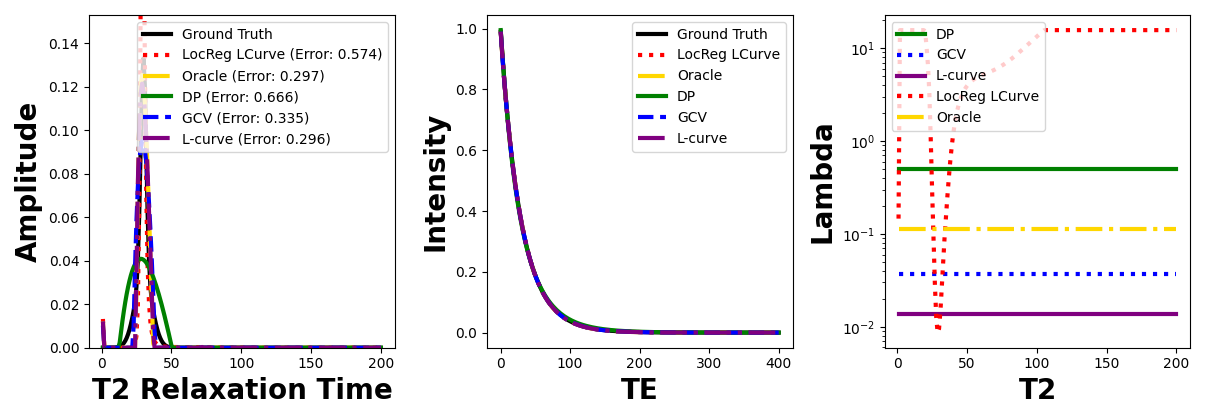 0.14
0.12
0.10
0.08
0.06
0.04
0.02
0.00
Amplitude
0
50
100
150
200
T2 Relaxation Time
Ground Truth
LocReg LCurve (Error: 0.574)
Oracle (Error: 0.297)
DP (Error: 0.666)
GCV (Error: 0.335)
L-curve (Error: 0.296)
1.0
0.8
0.6
0.4
0.2
0.0
Intensity
0
100
200
300
400
TE
Ground Truth
LocReg LCurve
Oracle
DP
GCV
L-curve
10¹
10⁰
10⁻¹
10⁻²
Lambda
0
50
100
150
200
T2
DP
GCV
L-curve
LocReg LCurve
Oracle